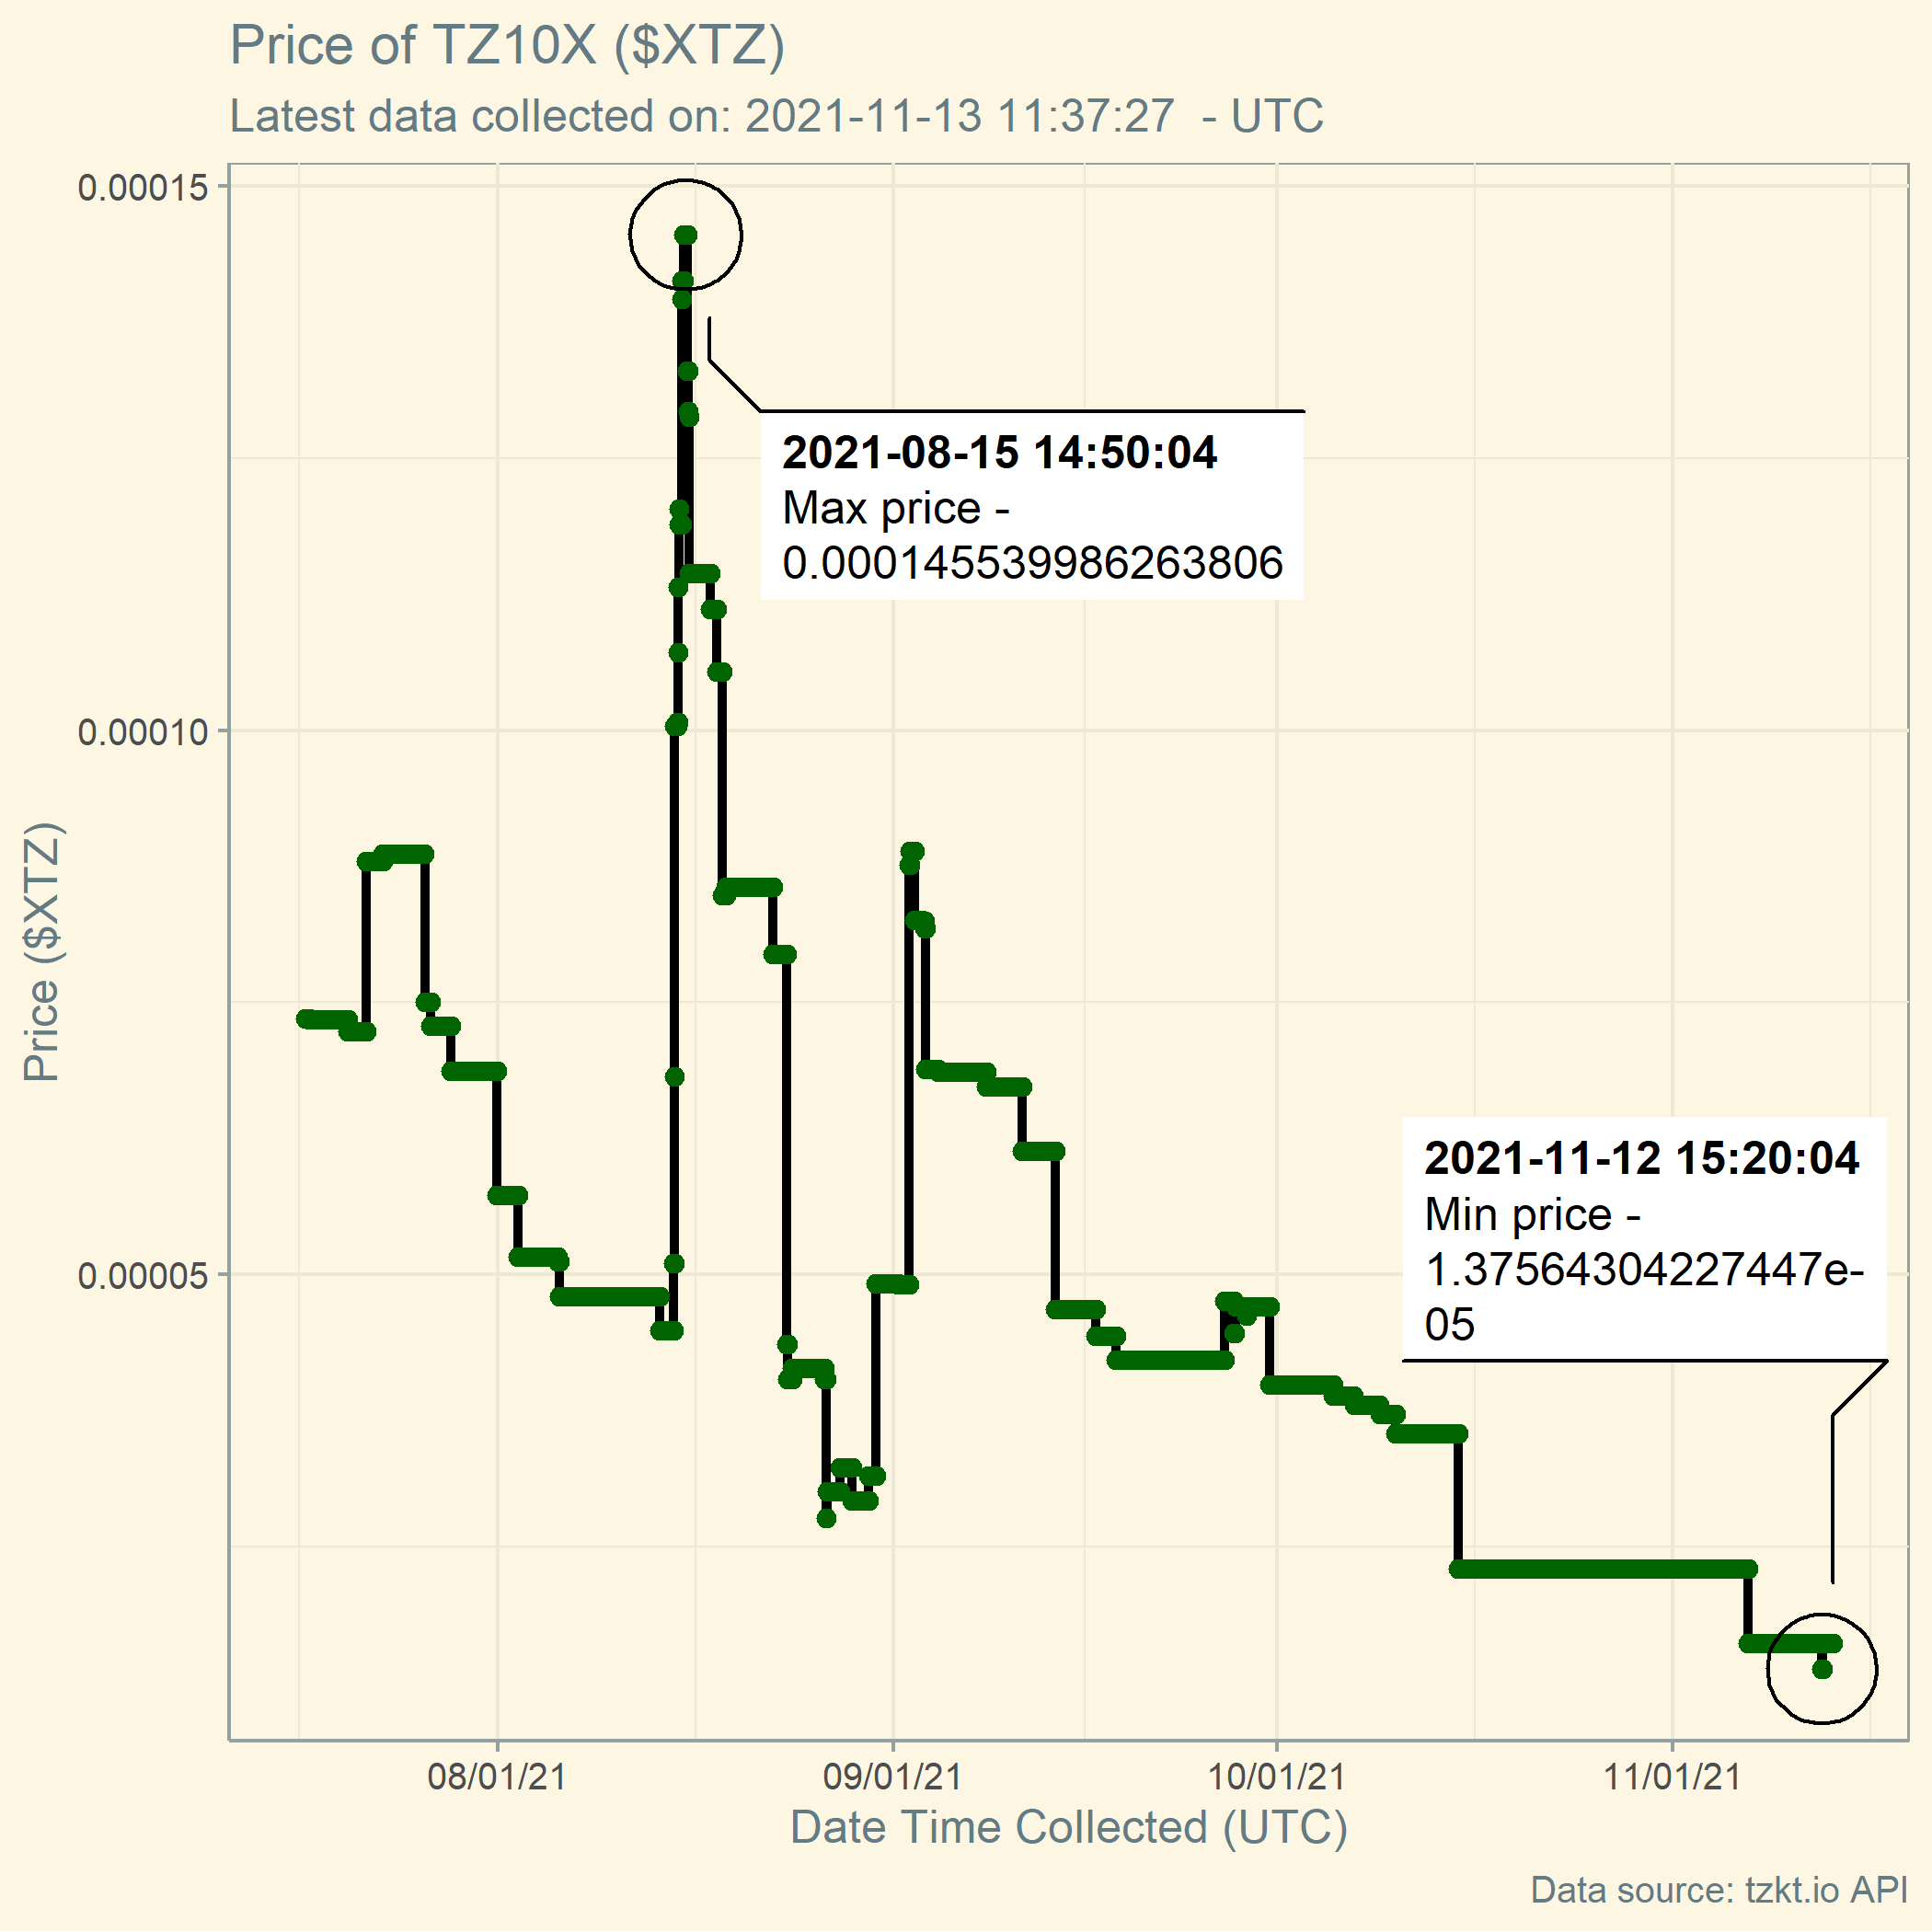 Price of TZ10X ($XTZ)
Latest data collected on: 2021-11-13 11:37:27  - UTC
0.00015
0.00010
0.00005
Price ($XTZ)
2021-08-15 14:50:04
Max price -
0.000145539986263806
2021-11-12 15:20:04
Min price -
1.37564304227447e-
05
08/01/21
09/01/21
10/01/21
11/01/21
Date Time Collected (UTC)
Data source: tzkt.io API